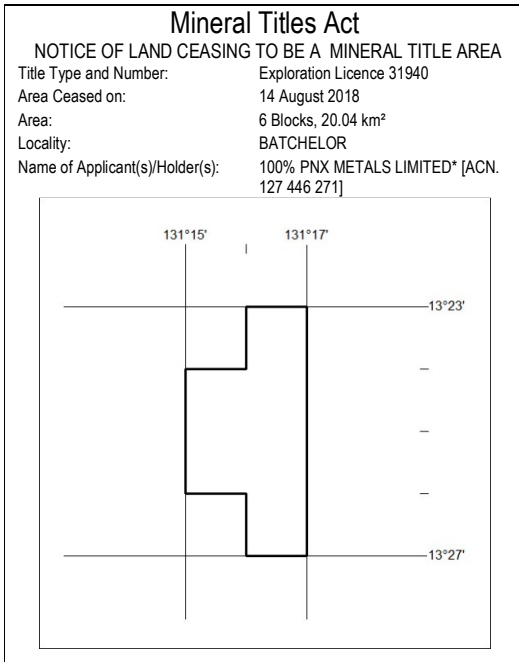 Mineral Titles Act
NOTICE OF LAND CEASING TO BE A MINERAL TITLE AREA
Title Type and Number: Exploration Licence 31940
Area Ceased on: 14 August 2018
Area: 6 Blocks, 20.04 km²
Locality: BATCHELOR
Name of Applicant(s)/Holder(s): 100% PNX METALS LIMITED* [ACN.
127 446 271]
131°15' 131°17'
13°23'
13°27'